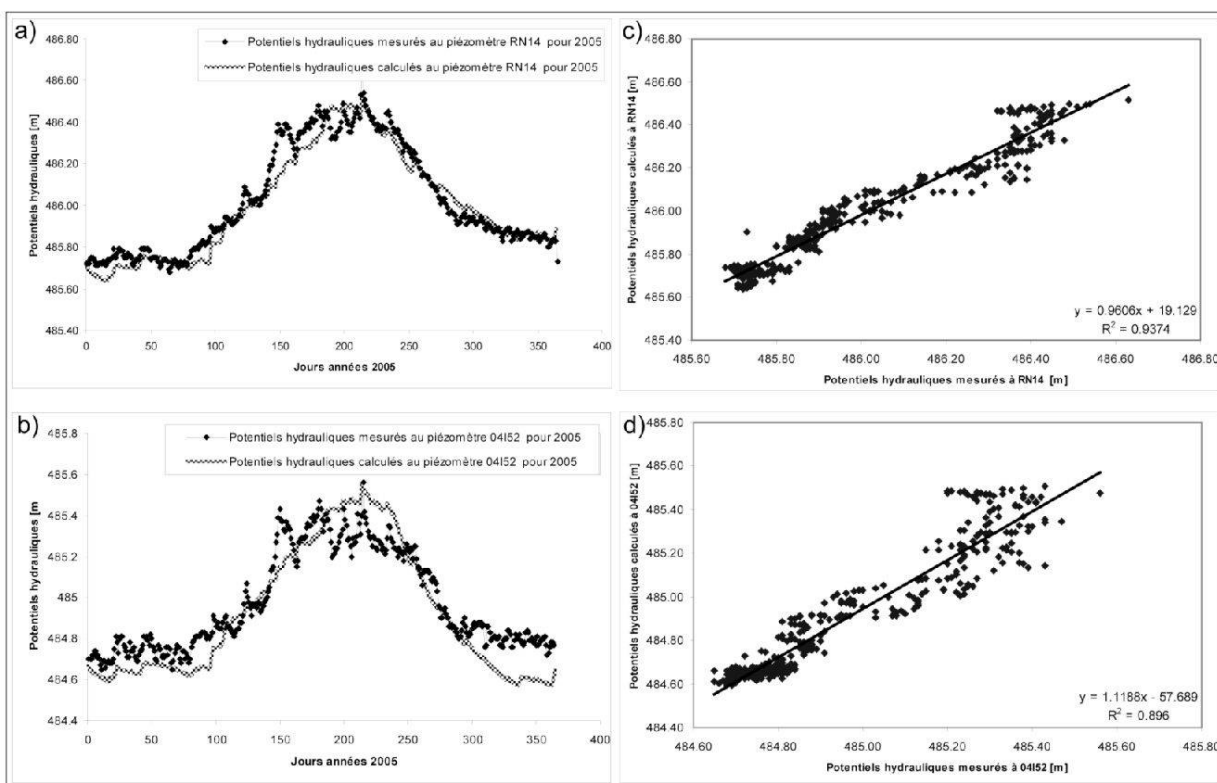 a)
486.80
486.60
486.40
486.20
486.00
485.80
485.60
485.40
Potentiels hydrauliques [m]
Potentiels hydrauliques mesurés au piézomètre RN14 pour 2005
Potentiels hydrauliques calculés au piézomètre RN14 pour 2005
0 50 100 150 200 250 300 350 400
Jours années 2005
c)
486.80
486.60
486.40
486.20
486.00
485.80
485.60
485.40
Potentiels hydrauliques calculés à RN14 [m]
y = 0.9606x + 19.129
R² = 0.9374
485.60 485.80 486.00 486.20 486.40 486.60 486.80
Potentiels hydrauliques mesurés à RN14 [m]
b)
485.8
485.6
485.4
485.2
485
484.8
484.6
484.4
Potentiels hydrauliques [m
Potentiels hydrauliques mesurés au piézomètre 04I52 pour 2005
Potentiels hydrauliques calculés au piézomètre 04I52 pour 2005
0 50 100 150 200 250 300 350 400
Jours années 2005
d)
485.80
485.60
485.40
485.20
485.00
484.80
484.60
484.40
Potentiels hydrauliques calculés à 04I52 [m]
y = 1.1188x - 57.689
R² = 0.896
484.60 484.80 485.00 485.20 485.40 485.60 485.80
Potentiels hydrauliques mesurés à 04I52 [m]